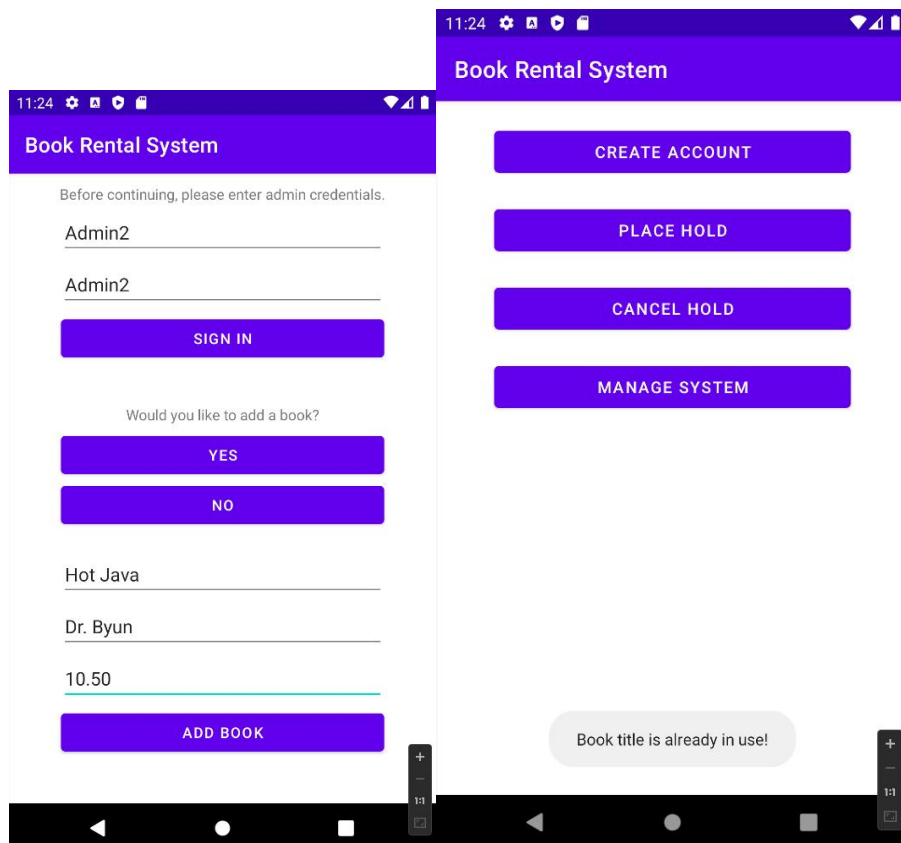 11:24
Book Rental System
Before continuing, please enter admin credentials.
Admin2
Admin2
SIGN IN
Would you like to add a book?
YES
NO
Hot Java
Dr. Byun
10.50
ADD BOOK
1:1
11:24
Book Rental System
CREATE ACCOUNT
PLACE HOLD
CANCEL HOLD
MANAGE SYSTEM
Book title is already in use!
1:1